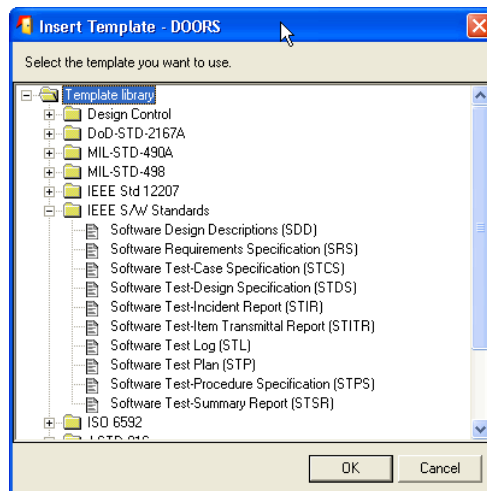 Insert Template - DOORS
Select the template you want to use.
Template library
Design Control
DoD-STD-2167A
MIL-STD-490A
MIL-STD-498
IEEE Std 12207
IEEE S/W Standards
Software Design Descriptions (SDD)
Software Requirements Specification (SRS)
Software Test-Case Specification (STCS)
Software Test-Design Specification (STDS)
Software Test-Incident Report (STIR)
Software Test-Item Transmittal Report (STITR)
Software Test Log (STL)
Software Test Plan (STP)
Software Test-Procedure Specification (STPS)
Software Test-Summary Report (STSR)
ISO 6592
OK Cancel